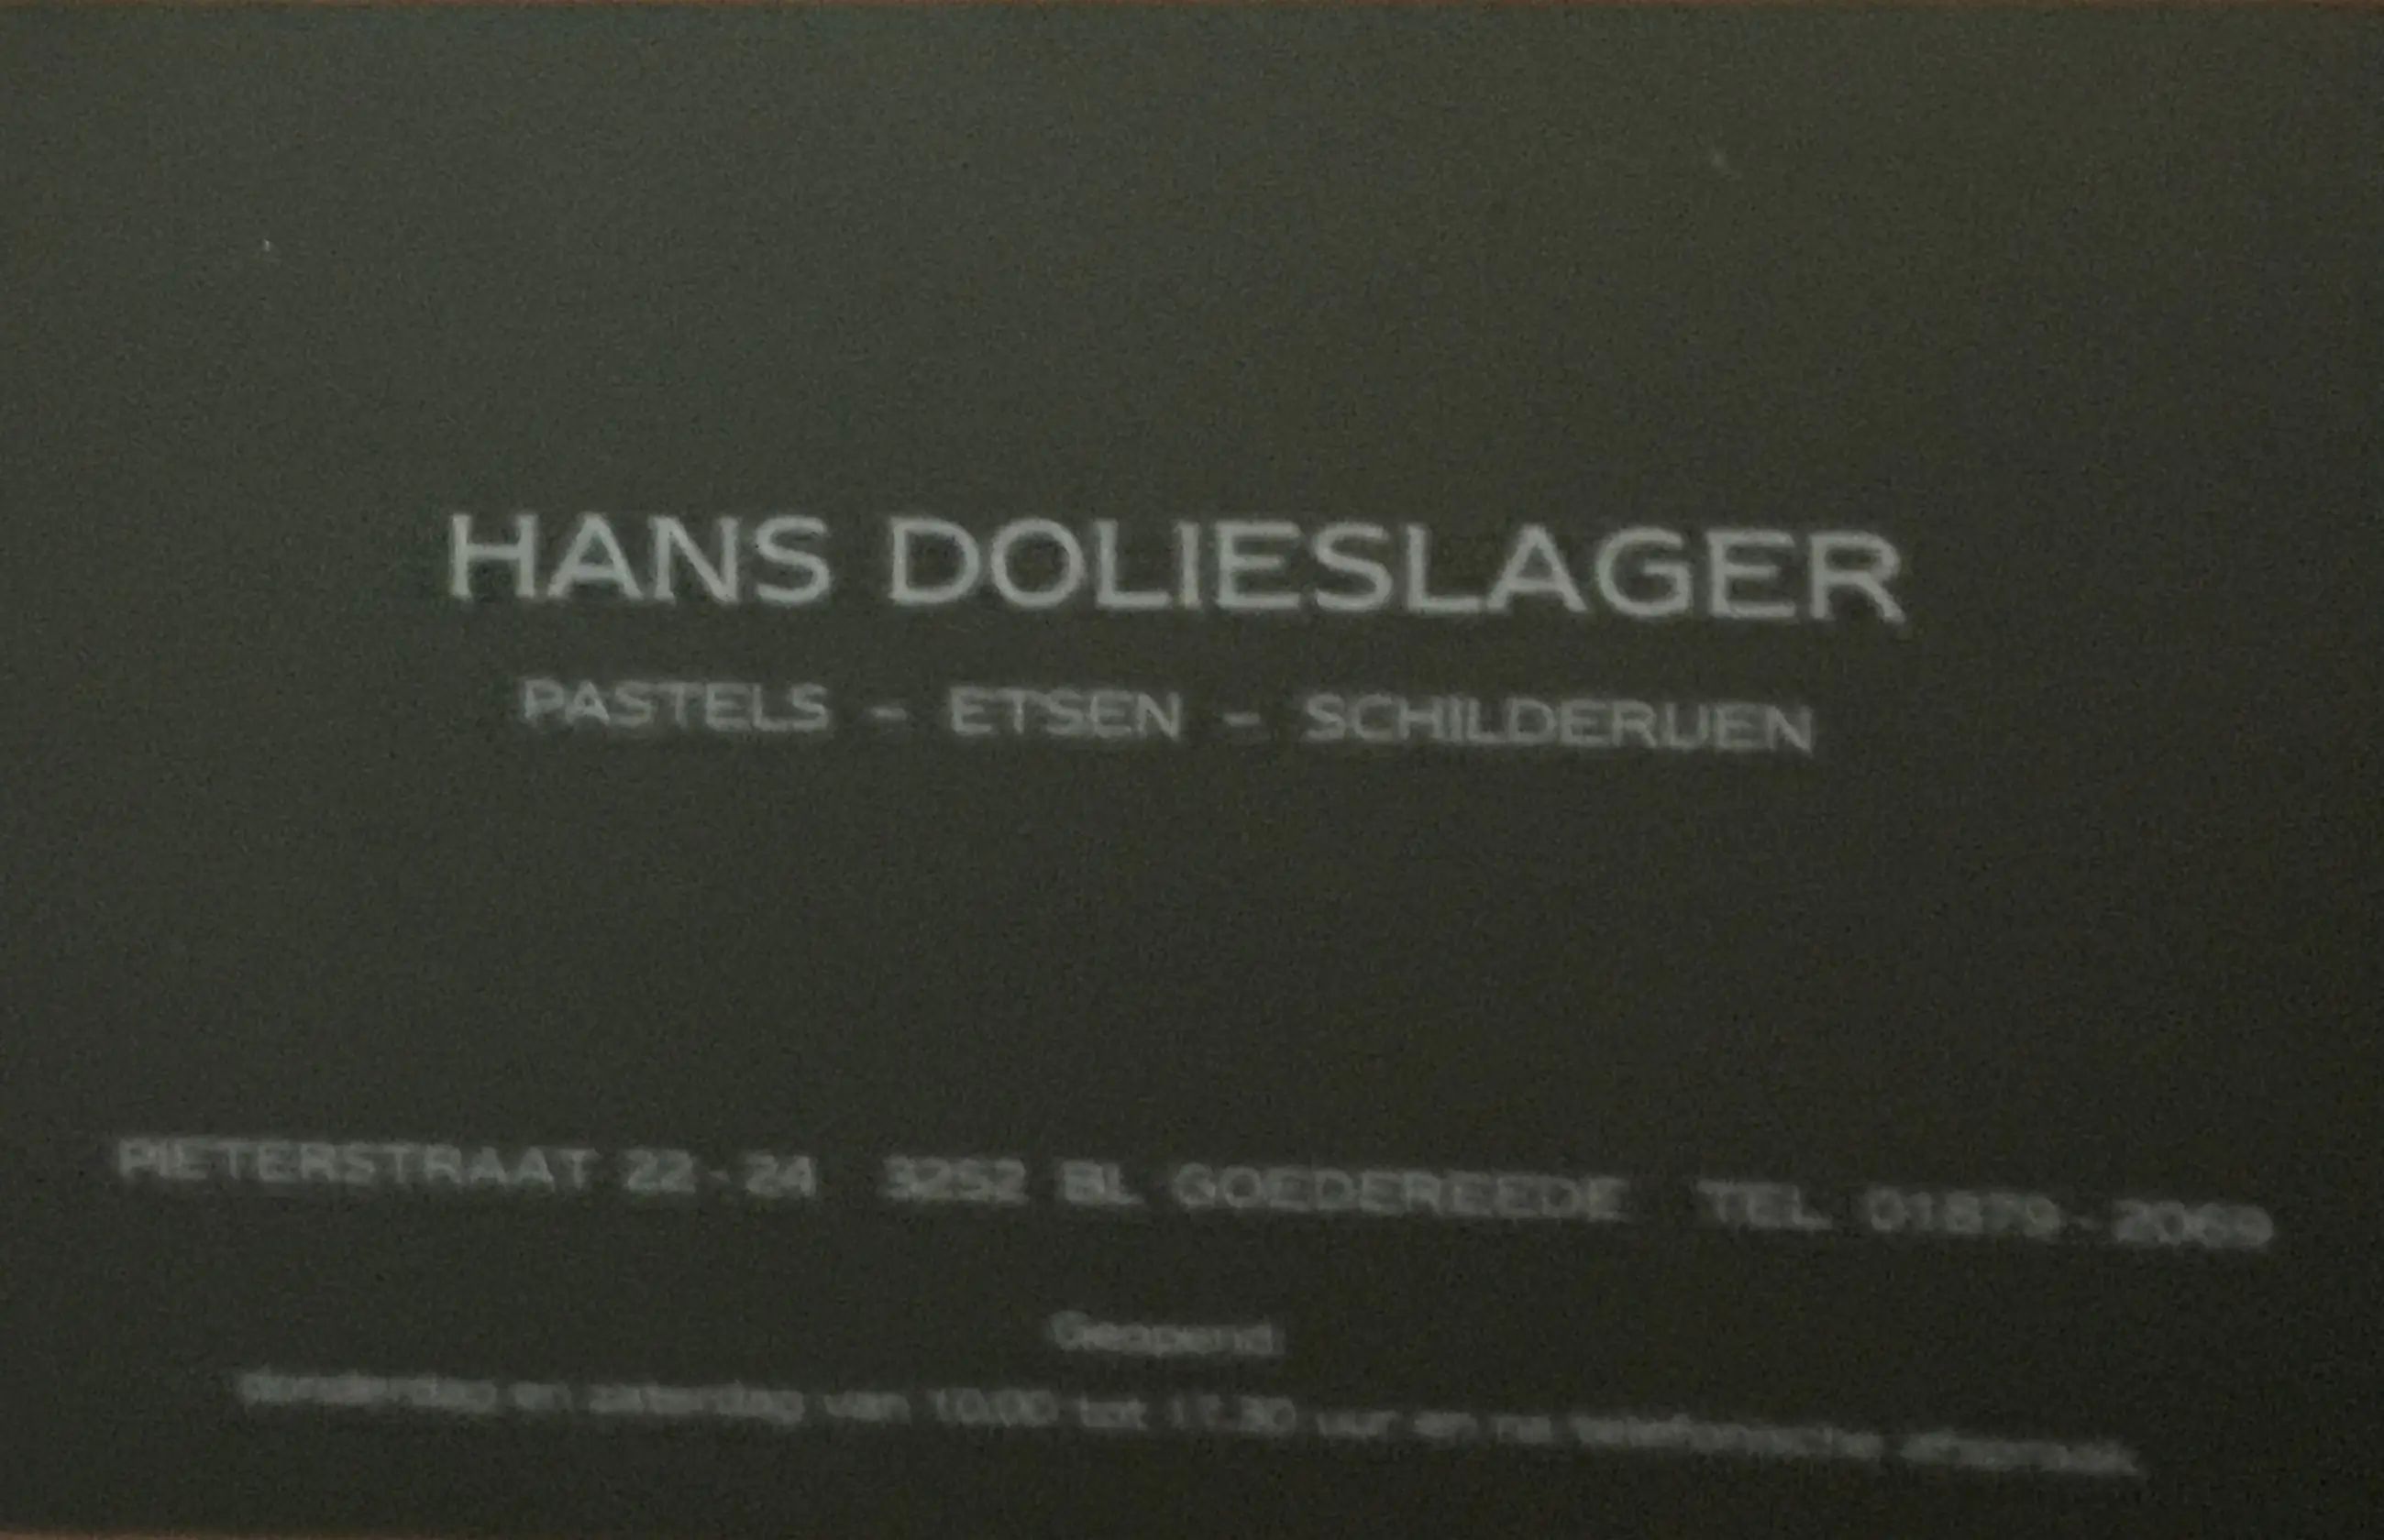 HANS DOLIESLAGER
PASTELS - ETSEN - SCHILDERIJEN
PIETERSTRAAT 22 - 24 3252 BL GOEDEREEDE TEL. 01879 - 2069
Geopend:
donderdag en zaterdag van 10.00 tot 17.30 uur en na telefonische afspraak.